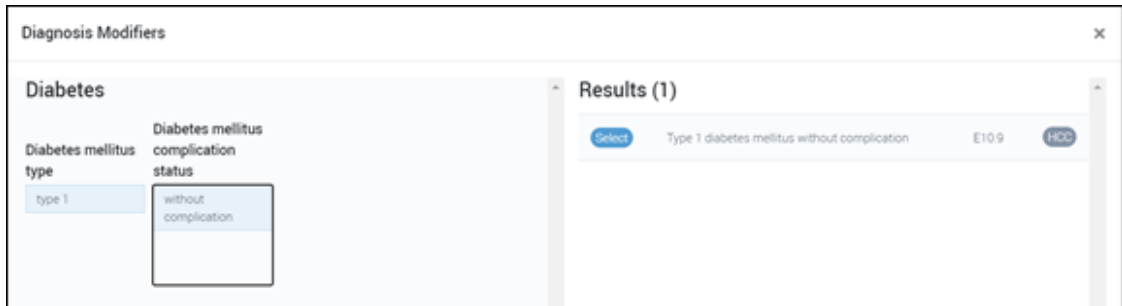 Diagnosis Modifiers
×
Diabetes
Diabetes mellitus
type
type 1
Diabetes mellitus
complication
status
without
complication
Results (1)
Select Type 1 diabetes mellitus without complication E10.9 HCC